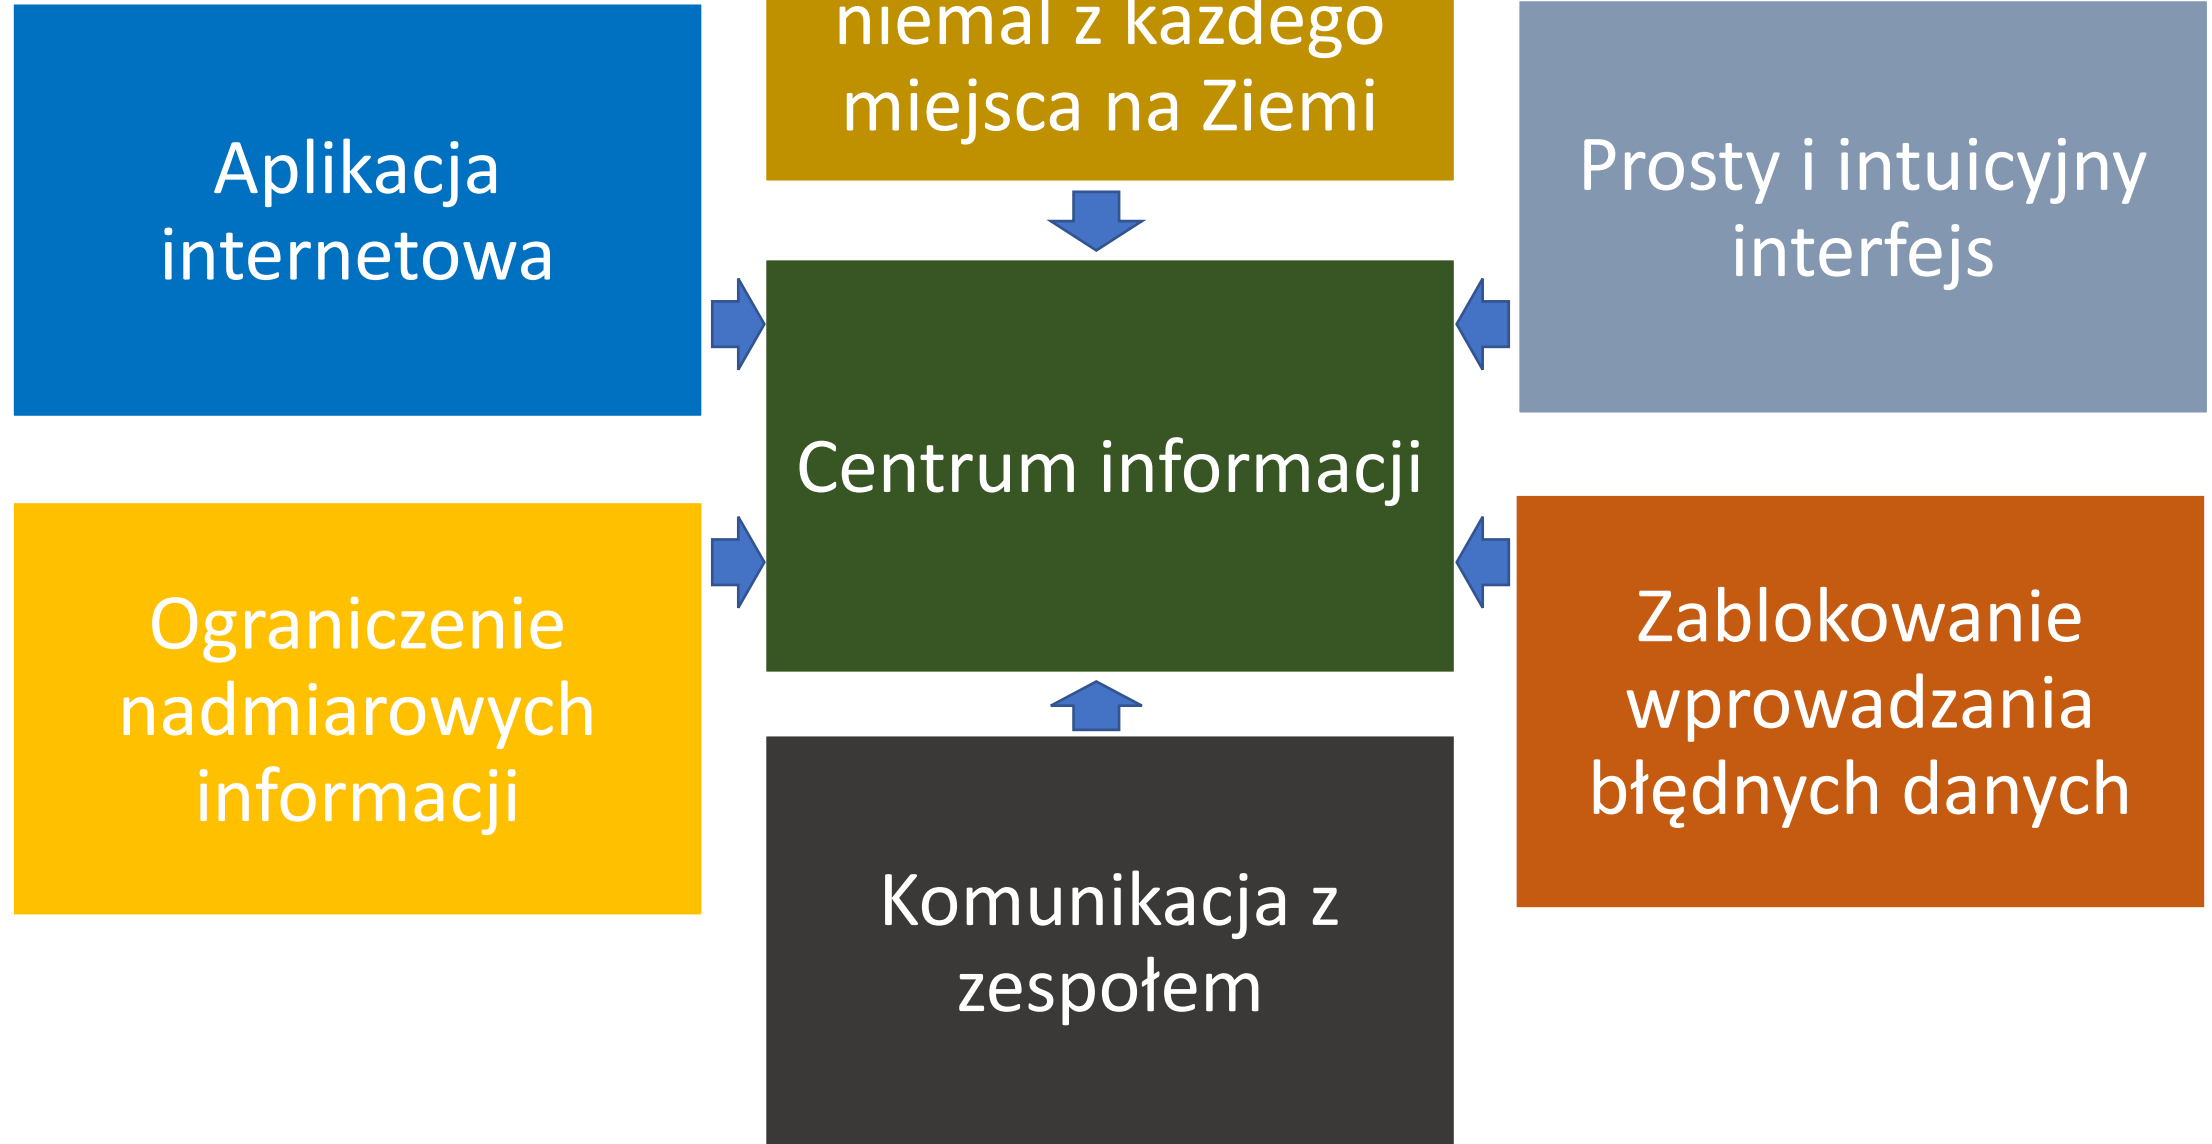 niemal z każdego
miejsca na Ziemi
Aplikacja
internetowa
Prosty i intuicyjny
interfejs
Centrum informacji
Ograniczenie
nadmiarowych
informacji
Zablokowanie
wprowadzania
błędnych danych
Komunikacja z
zespołem